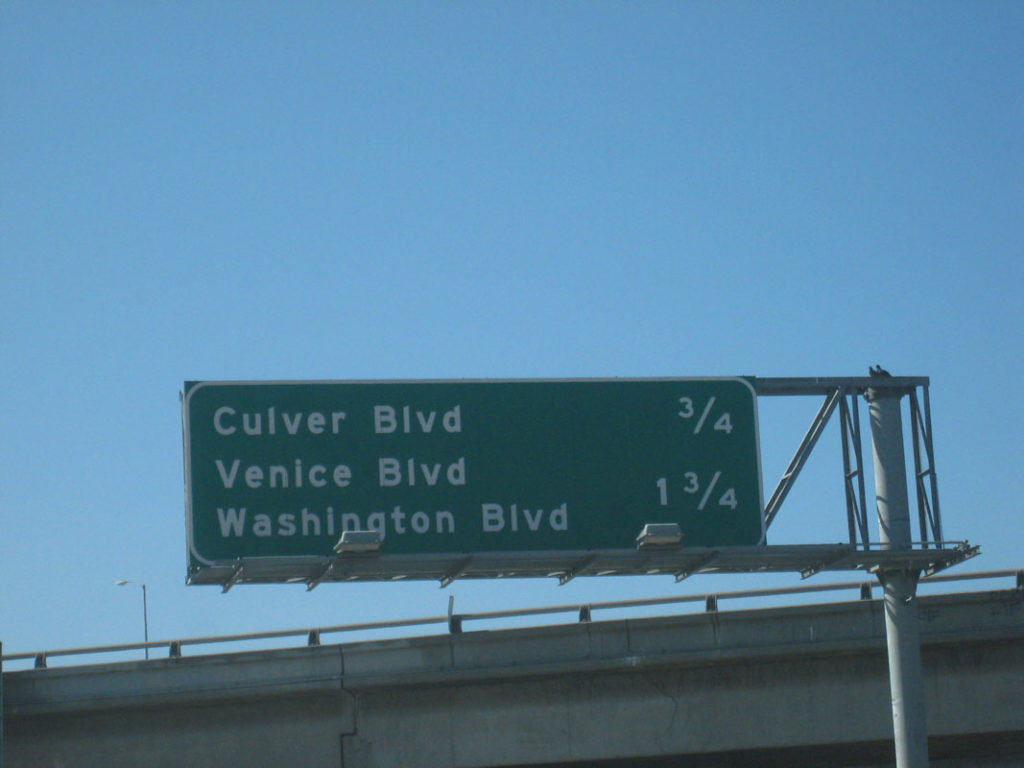 Culver Blvd 3/4
Venice Blvd
Washington Blvd 1 3/4